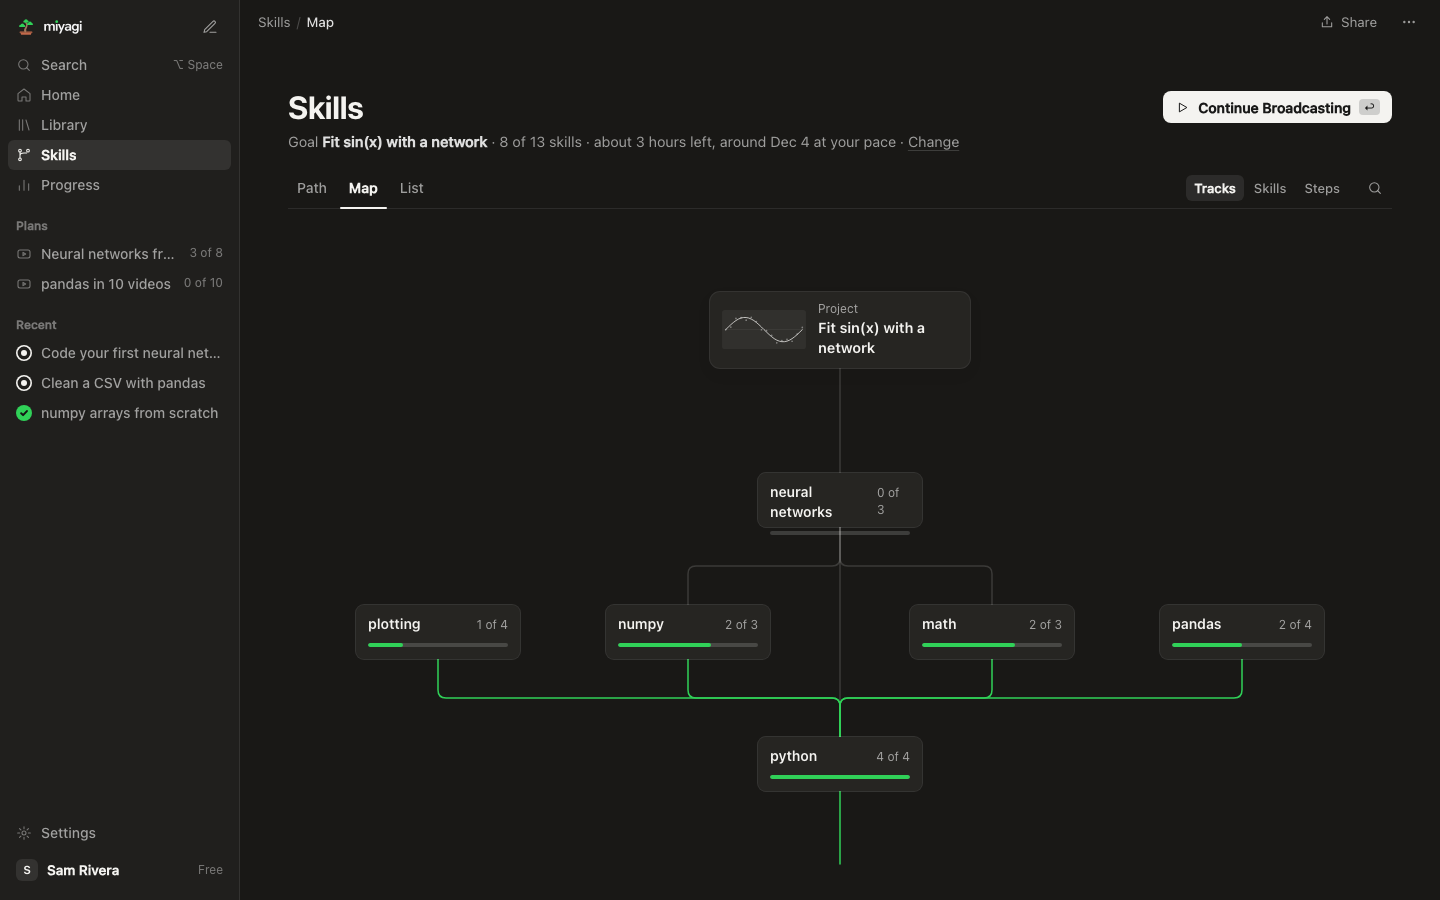 miyagi
Search ⌥ Space
Home
Library
Skills
Progress
Plans
Neural networks fr... 3 of 8
pandas in 10 videos 0 of 10
Recent
Code your first neural net...
Clean a CSV with pandas
numpy arrays from scratch
Settings
S Sam Rivera Free
Skills / Map
Share
Skills
Continue Broadcasting
Goal Fit sin(x) with a network · 8 of 13 skills · about 3 hours left, around Dec 4 at your pace · Change
Path Map List
Tracks Skills Steps
Project
Fit sin(x) with a
network
neural
networks
0 of
3
plotting 1 of 4
numpy 2 of 3
math 2 of 3
pandas 2 of 4
python 4 of 4